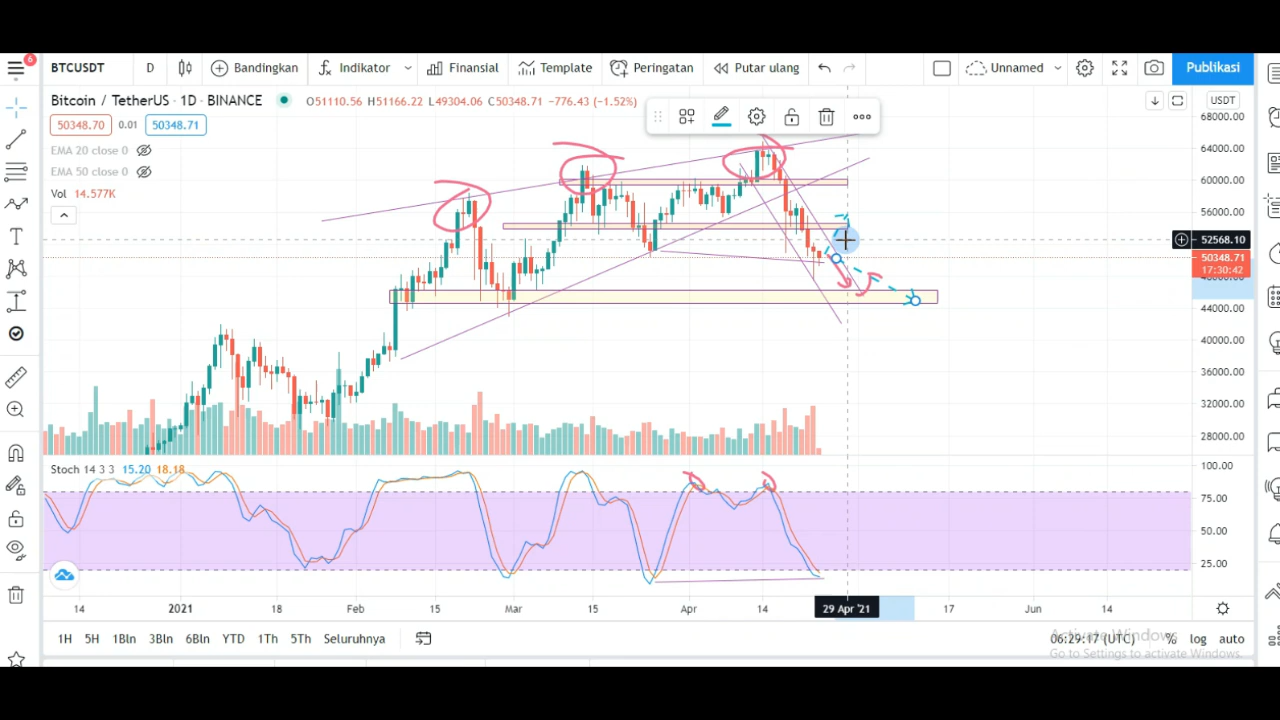 6
BTCUSDT D Bandingkan Indikator Finansial Template Peringatan Putar ulang Unnamed Publikasi
Bitcoin / TetherUS · 1D · BINANCE O51110.56 H51166.22 L49304.06 C50348.71 −776.43 (−1.52%) USDT
50348.70 0.01 50348.71
EMA 20 close 0
EMA 50 close 0
Vol 14.577K
68000.00
64000.00
60000.00
56000.00
52568.10
50348.71
17:30:42
44000.00
40000.00
36000.00
32000.00
28000.00
Stoch 14 3 3 15.20 18.18
100.00
75.00
50.00
25.00
14 2021 18 Feb 15 Mar 15 Apr 14 29 Apr '21 17 Jun 14
1H 5H 1Bln 3Bln 6Bln YTD 1Th 5Th Seluruhnya 06:29:17 (UTC) % log auto
Activate Windows
Go to Settings to activate Windows.